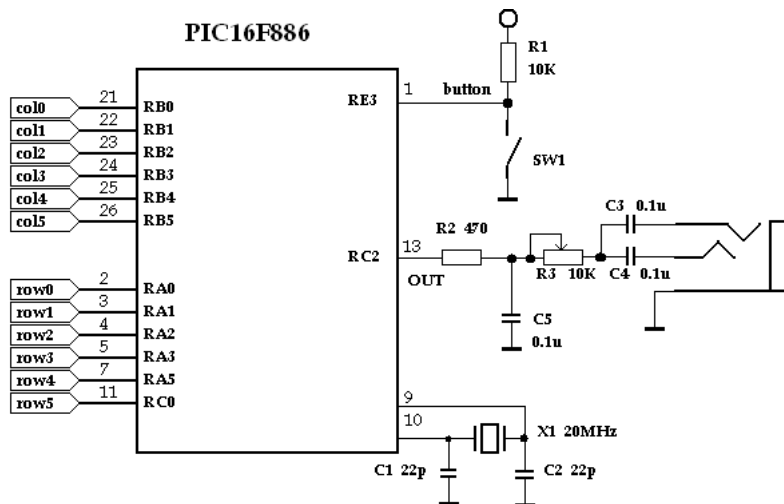 PIC16F886
R1
10K
1
button
RE3
SW1
col0 21 RB0
col1 22 RB1
col2 23 RB2
col3 24 RB3
col4 25 RB4
col5 26 RB5
C3 0.1u
R2 470
RC2 13
OUT
R3 10K
C4 0.1u
C5
0.1u
row0 2 RA0
row1 3 RA1
row2 4 RA2
row3 5 RA3
row4 7 RA5
row5 11 RC0
9
10
X1 20MHz
C1 22p
C2 22p